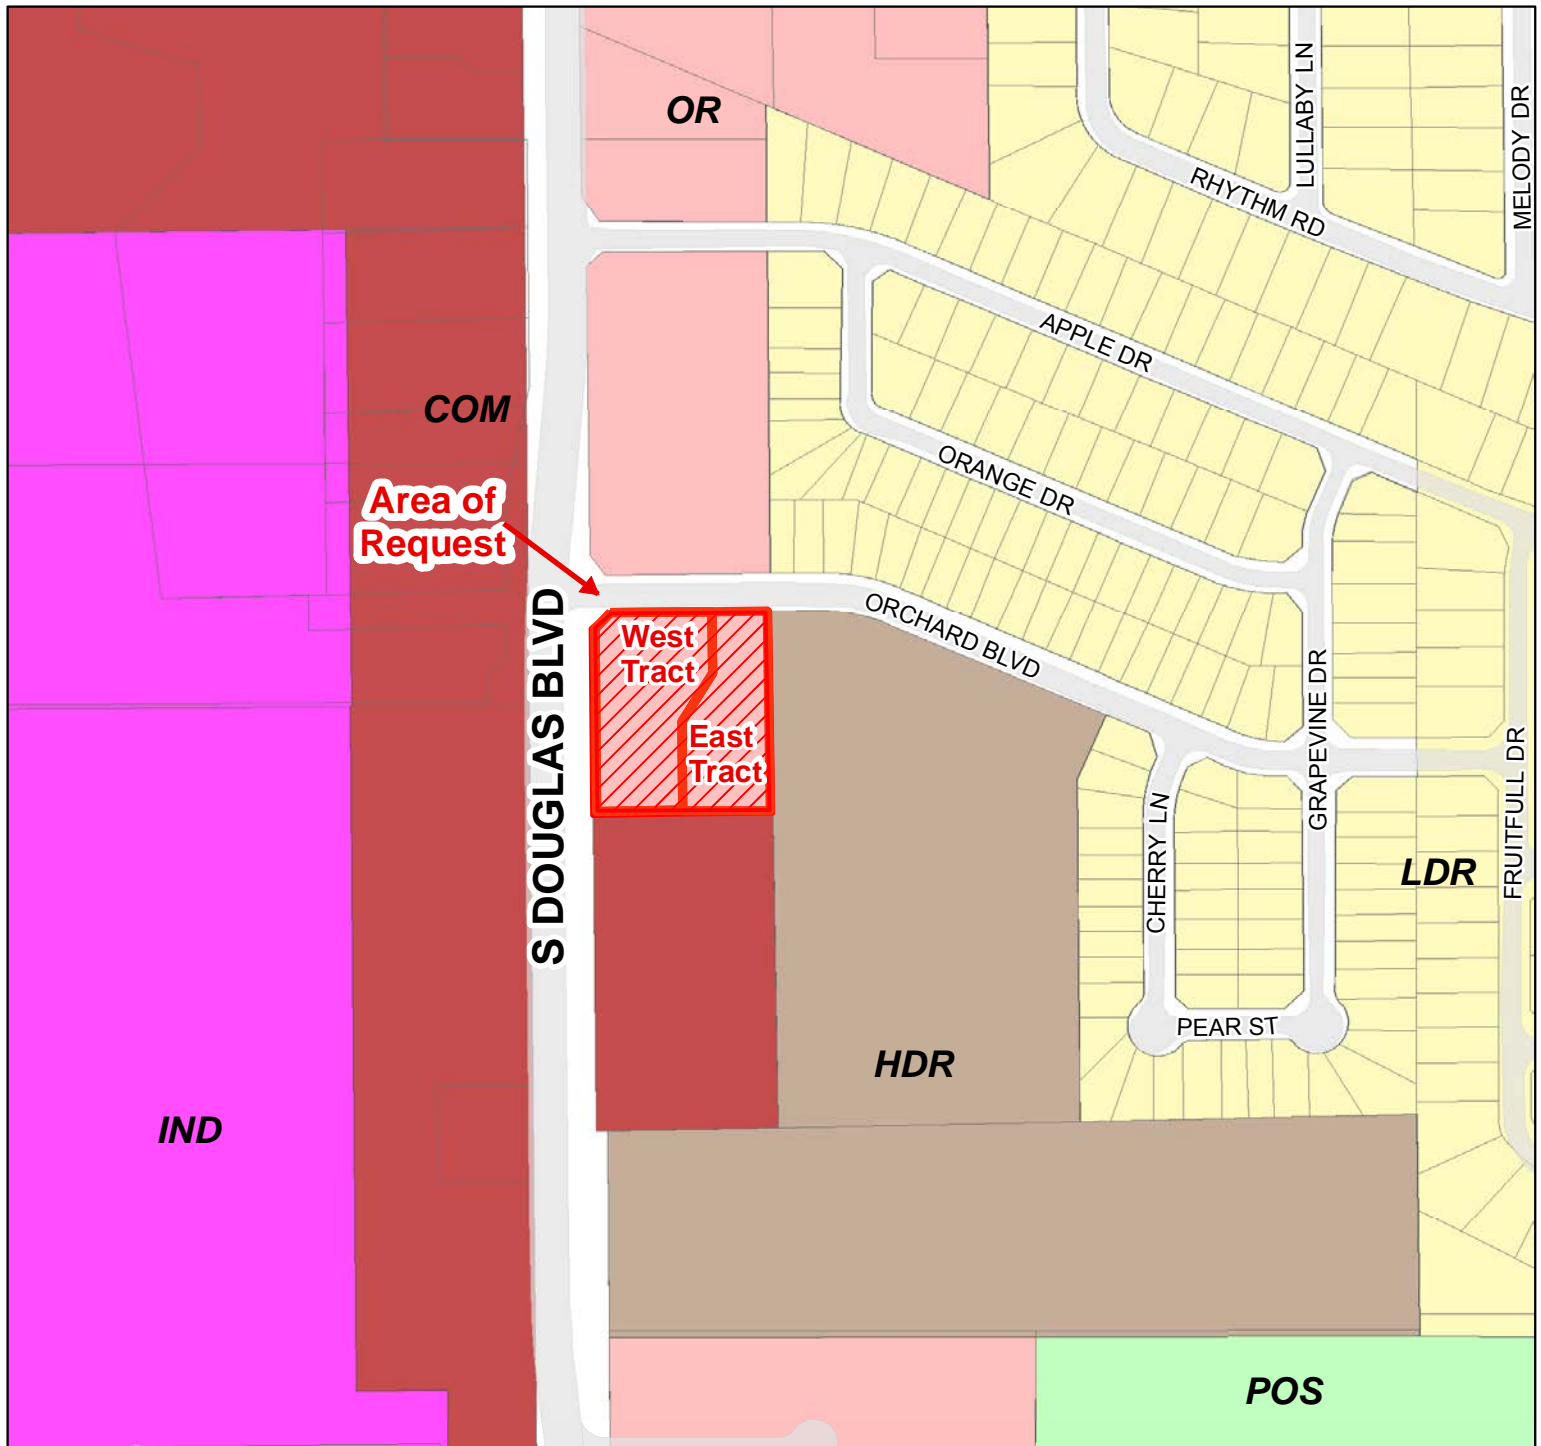 OR
LULLABY LN
MELODY DR
RHYTHM RD
APPLE DR
COM
ORANGE DR
Area of
Request
ORCHARD BLVD
S DOUGLAS BLVD
West
Tract
East
Tract
GRAPEVINE DR
CHERRY LN
FRUITFULL DR
LDR
PEAR ST
HDR
IND
POS